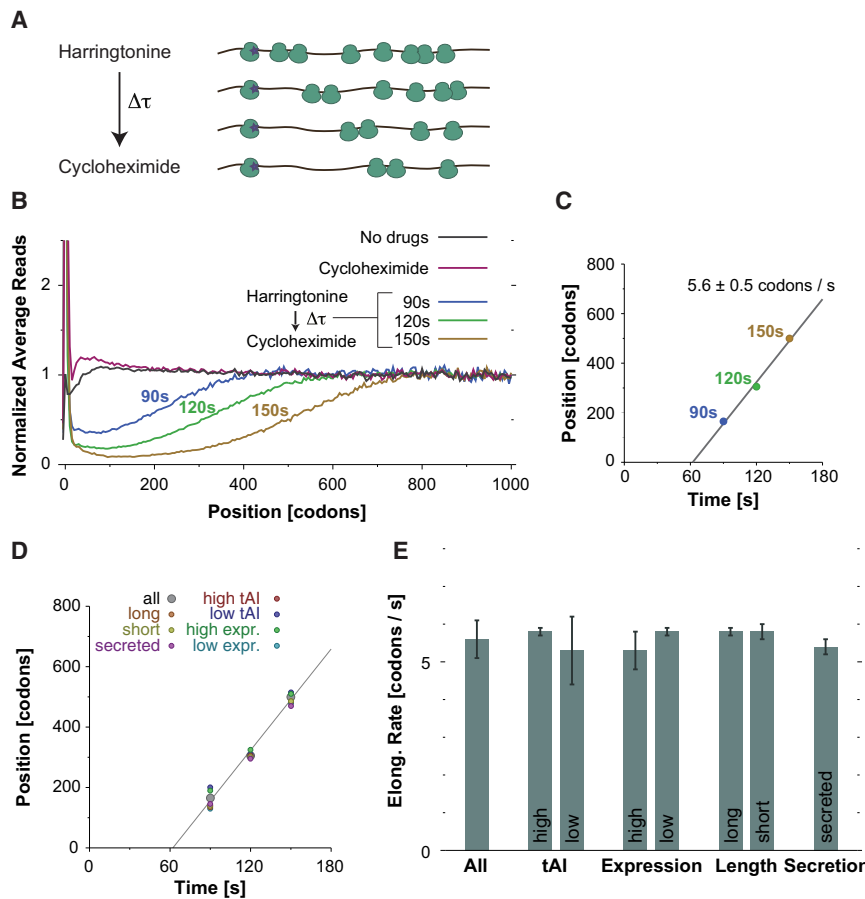 A
Harringtonine
Δτ
Cycloheximide
B
Normalized Average Reads
2
1
0
No drugs
Cycloheximide
Harringtonine
Δτ
Cycloheximide
90s
120s
150s
90s
120s
150s
0
200
400
600
800
1000
Position [codons]
C
Position [codons]
800
600
400
200
0
5.6 ± 0.5 codons / s
150s
120s
90s
0
60
120
180
Time [s]
D
Position [codons]
800
600
400
200
0
all
long
short
secreted
high tAI
low tAI
high expr.
low expr.
0
60
120
180
Time [s]
E
Elong. Rate [codons / s]
5
0
high
low
high
low
long
short
secreted
All
tAI
Expression
Length
Secretion